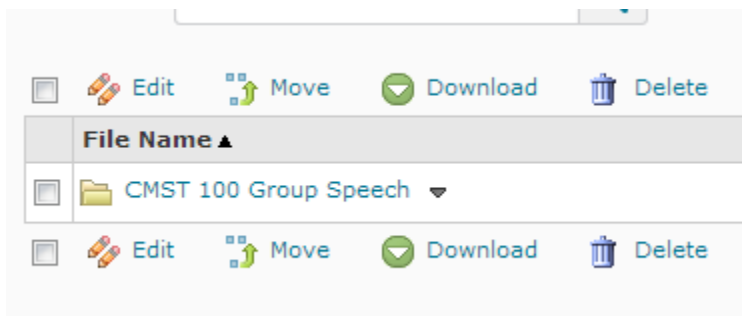 Edit Move Download Delete
File Name
CMST 100 Group Speech
Edit Move Download Delete